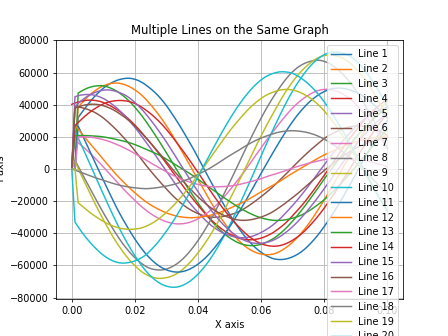 Multiple Lines on the Same Graph
80000
60000
40000
20000
0
−20000
−40000
−60000
−80000
0.00
0.02
0.04
0.06
0.08
X axis
axis
Line 1
Line 2
Line 3
Line 4
Line 5
Line 6
Line 7
Line 8
Line 9
Line 10
Line 11
Line 12
Line 13
Line 14
Line 15
Line 16
Line 17
Line 18
Line 19
Line 20